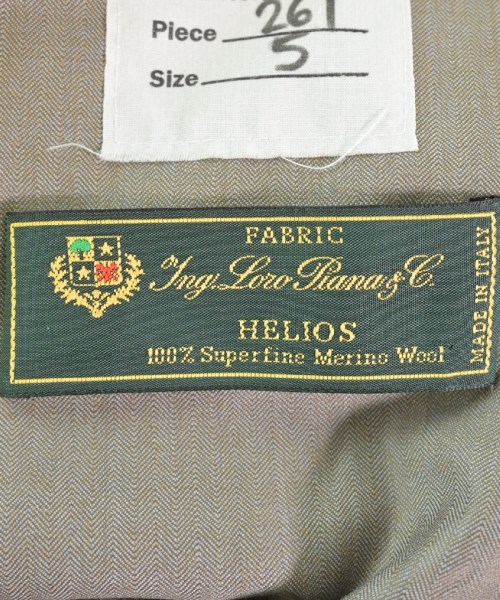 Piece 261
Size 5
FABRIC
Ing. Loro Piana & C.
HELIOS
100% Superfine Merino Wool
MADE IN ITALY